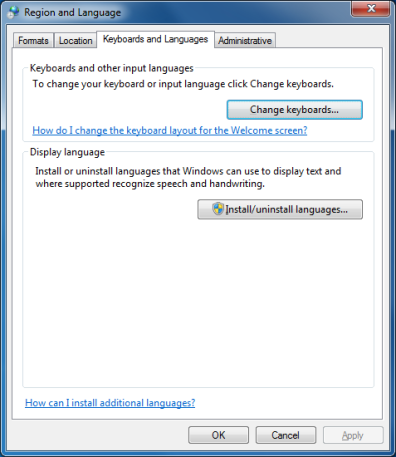 Region and Language
Formats Location Keyboards and Languages Administrative
Keyboards and other input languages
To change your keyboard or input language click Change keyboards.
Change keyboards...
How do I change the keyboard layout for the Welcome screen?
Display language
Install or uninstall languages that Windows can use to display text and
where supported recognize speech and handwriting.
Install/uninstall languages...
How can I install additional languages?
OK Cancel Apply